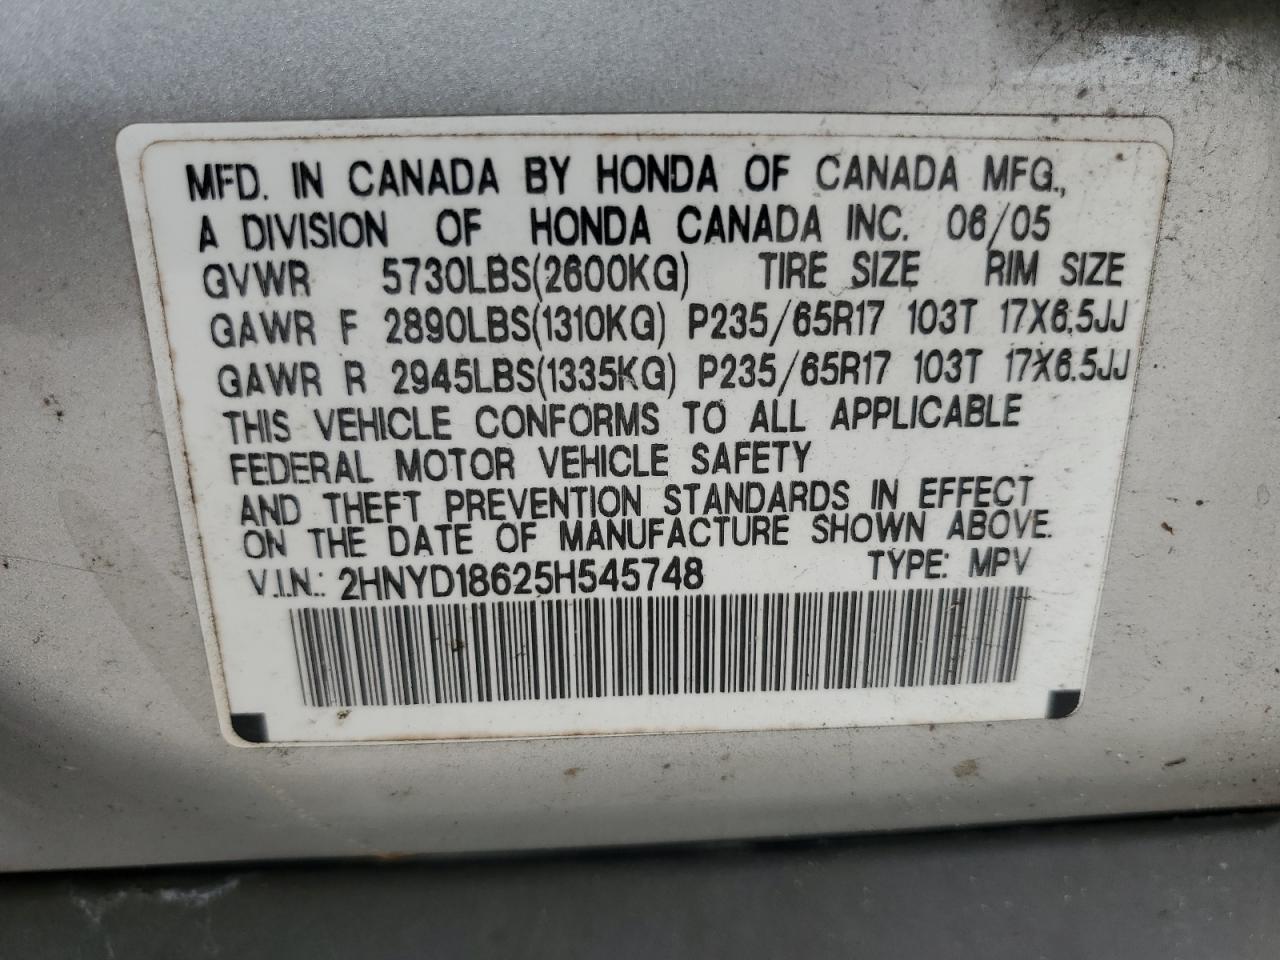 MFD. IN CANADA BY HONDA OF CANADA MFG.,
A DIVISION OF HONDA CANADA INC. 06/05
GVWR 5730LBS(2600KG) TIRE SIZE RIM SIZE
GAWR F 2890LBS(1310KG) P235/65R17 103T 17X6.5JJ
GAWR R 2945LBS(1335KG) P235/65R17 103T 17X6.5JJ
THIS VEHICLE CONFORMS TO ALL APPLICABLE
FEDERAL MOTOR VEHICLE SAFETY
AND THEFT PREVENTION STANDARDS IN EFFECT
ON THE DATE OF MANUFACTURE SHOWN ABOVE.
V.I.N.: 2HNYD18625H545748 TYPE: MPV